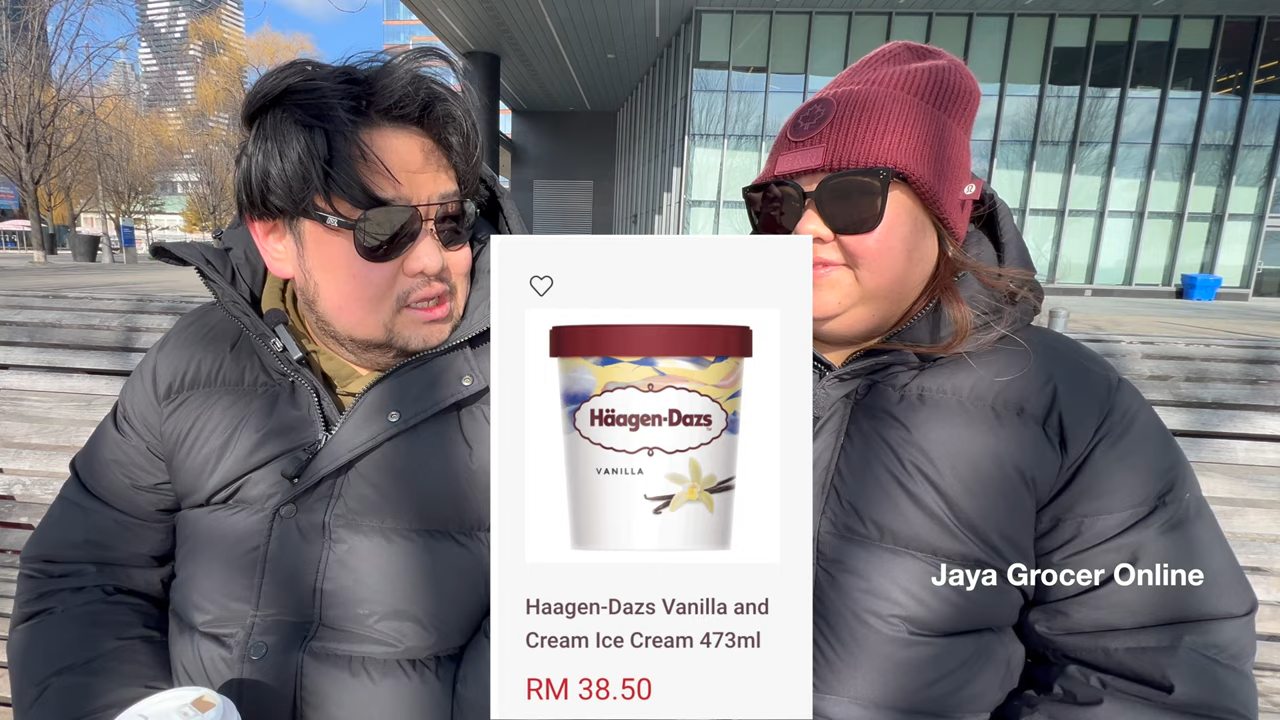 Häagen-Dazs
VANILLA
Haagen-Dazs Vanilla and
Cream Ice Cream 473ml
RM 38.50
Jaya Grocer Online